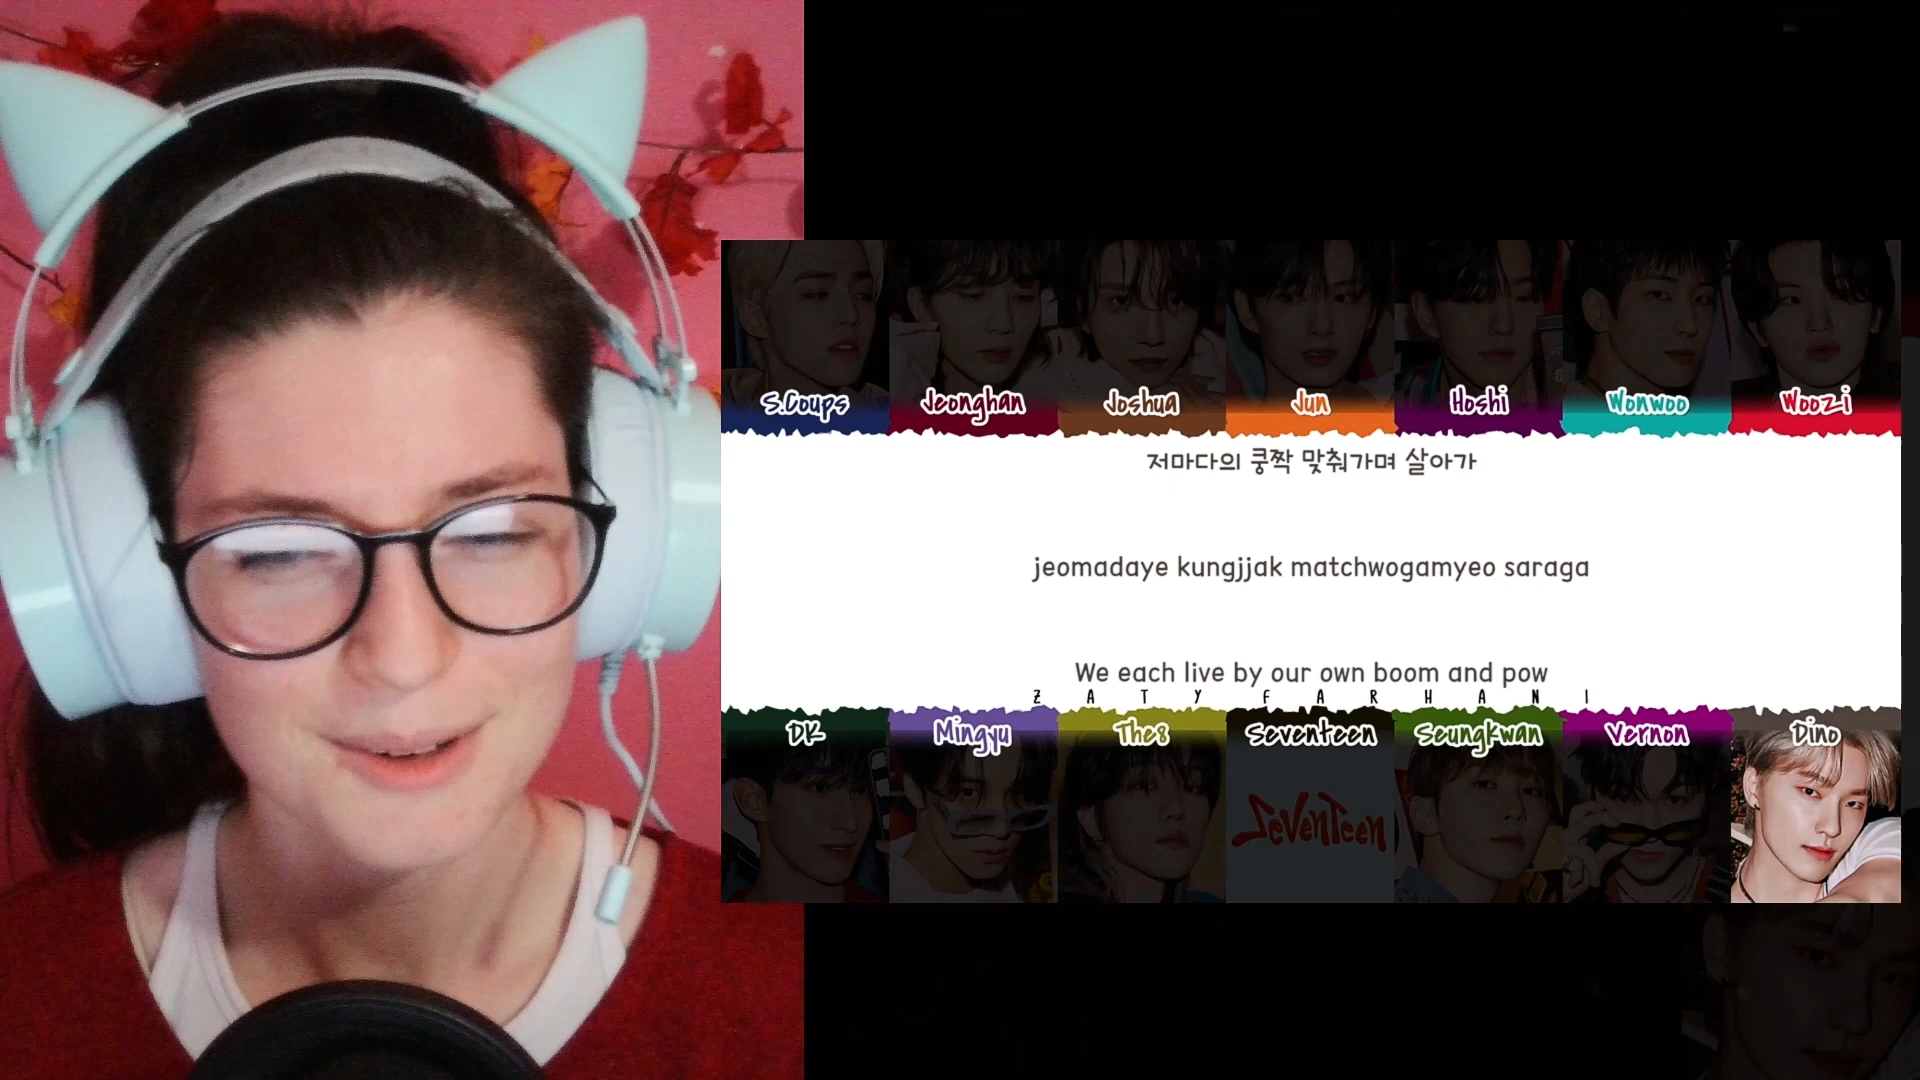 S.Coups Jeonghan Joshua Jun Hoshi Wonwoo Woozi
저마다의 쿵짝 맞춰가며 살아가
jeomadaye kungjjak matchwogamyeo saraga
We each live by our own boom and pow
ZATYFARHANI
DK Mingyu The8 Seventeen Seungkwan Vernon Dino
Seventeen